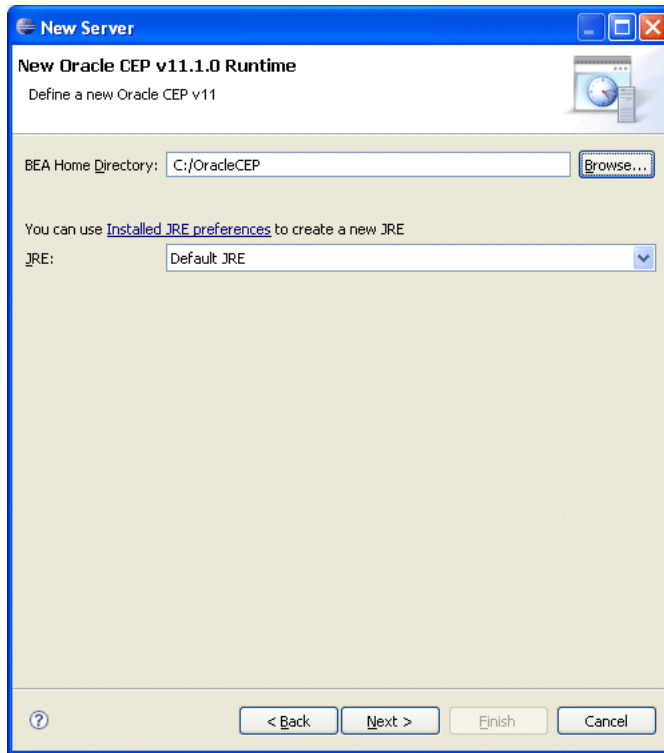 New Server
New Oracle CEP v11.1.0 Runtime
Define a new Oracle CEP v11
BEA Home Directory: C:/OracleCEP Browse...
You can use Installed JRE preferences to create a new JRE
JRE: Default JRE
? < Back Next > Finish Cancel